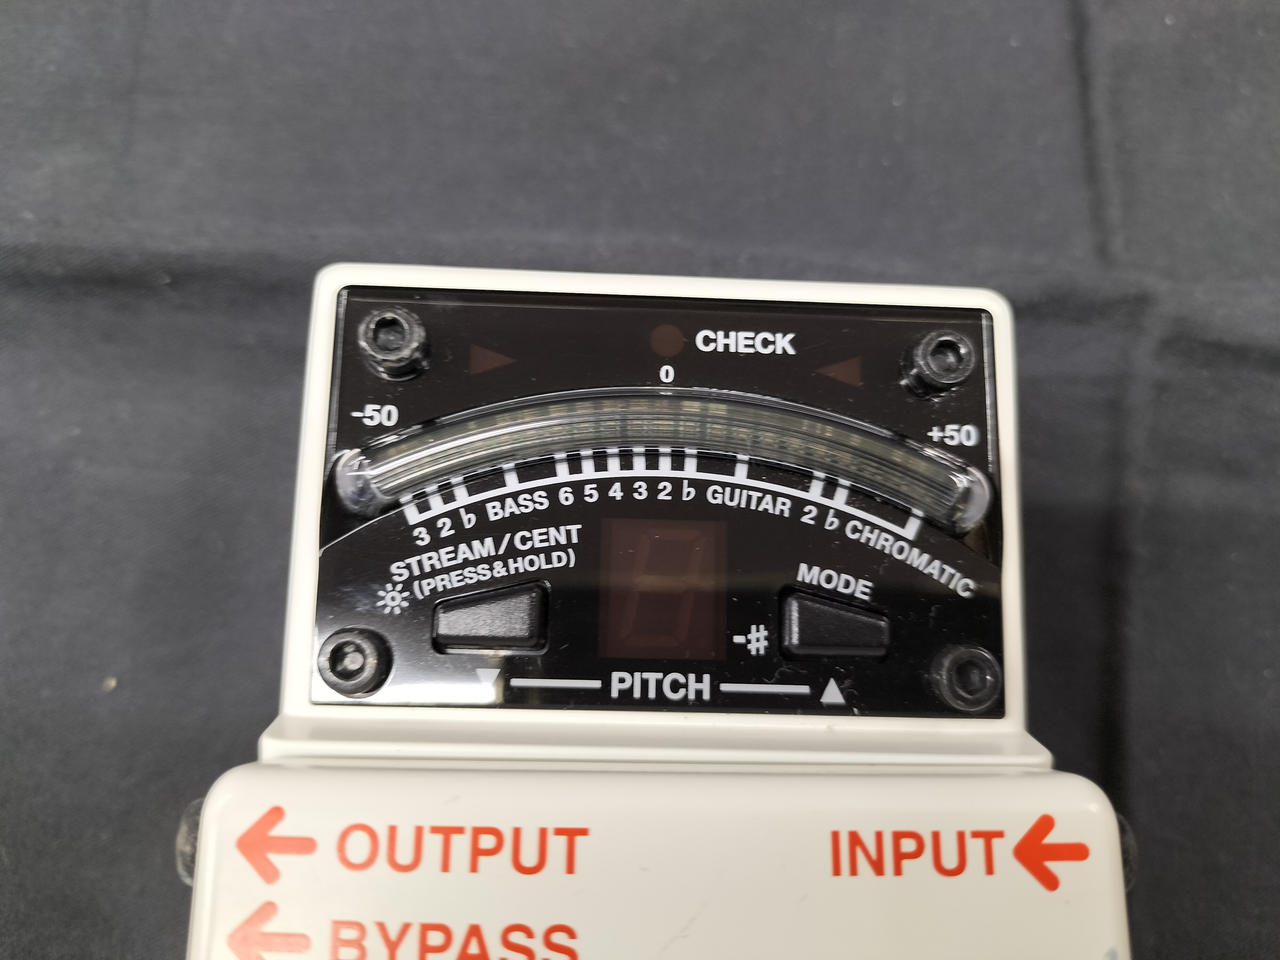 CHECK
0
-50
+50
3 2 ♭ BASS 6 5 4 3 2 ♭ GUITAR 2 ♭ CHROMATIC
STREAM/CENT
(PRESS&HOLD)
MODE
-#
▼ PITCH ▲
← OUTPUT
INPUT ←
← BYPASS